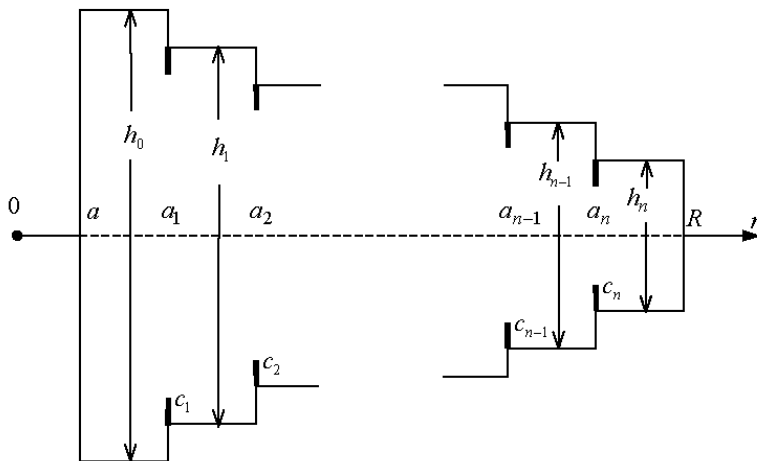 h₀
h₁
hₙ₋₁
hₙ
0 a a₁ a₂ aₙ₋₁ aₙ R r
cₙ
cₙ₋₁
c₂
c₁